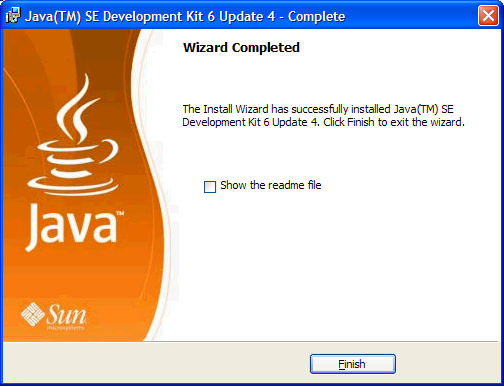 Java(TM) SE Development Kit 6 Update 4 - Complete
Wizard Completed
The Install Wizard has successfully installed Java(TM) SE
Development Kit 6 Update 4. Click Finish to exit the wizard.
Show the readme file
Java™
Sun
microsystems
Finish